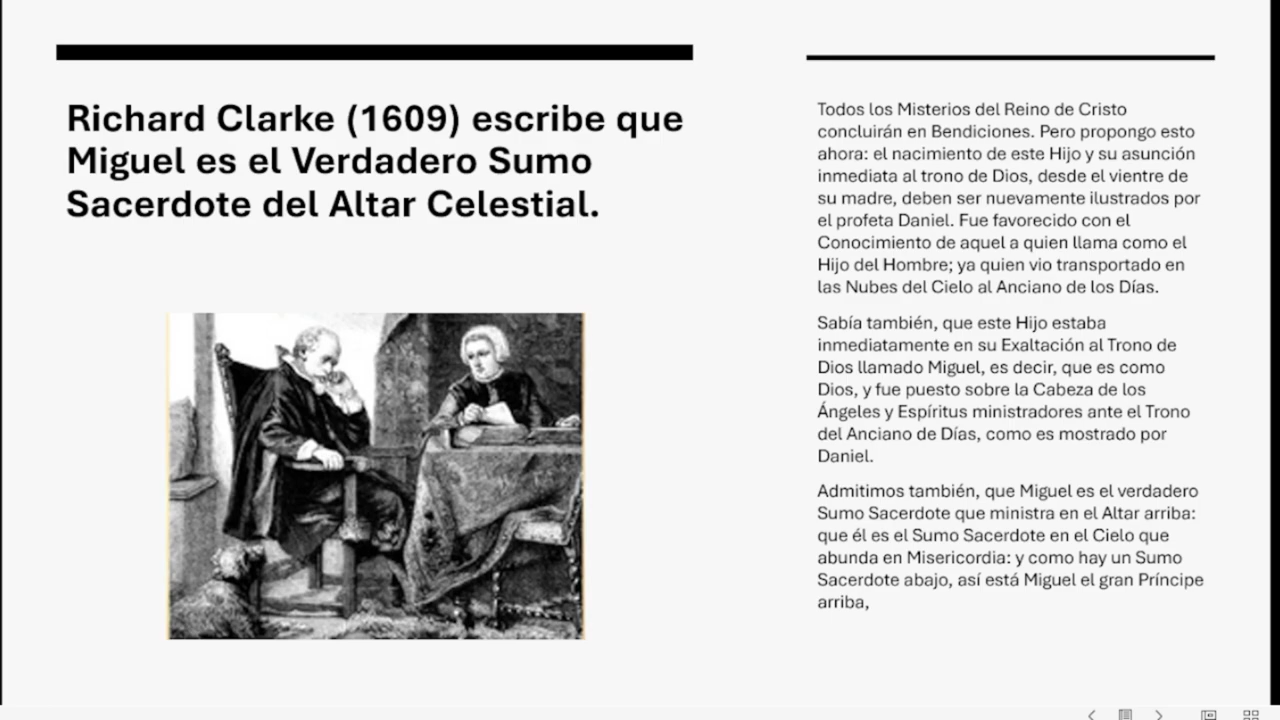 Richard Clarke (1609) escribe que
Miguel es el Verdadero Sumo
Sacerdote del Altar Celestial.
Todos los Misterios del Reino de Cristo
concluirán en Bendiciones. Pero propongo esto
ahora: el nacimiento de este Hijo y su asunción
inmediata al trono de Dios, desde el vientre de
su madre, deben ser nuevamente ilustrados por
el profeta Daniel. Fue favorecido con el
Conocimiento de aquel a quien llama como el
Hijo del Hombre; ya quien vio transportado en
las Nubes del Cielo al Anciano de los Días.
Sabía también, que este Hijo estaba
inmediatamente en su Exaltación al Trono de
Dios llamado Miguel, es decir, que es como
Dios, y fue puesto sobre la Cabeza de los
Ángeles y Espíritus ministradores ante el Trono
del Anciano de Días, como es mostrado por
Daniel.
Admitimos también, que Miguel es el verdadero
Sumo Sacerdote que ministra en el Altar arriba:
que él es el Sumo Sacerdote en el Cielo que
abunda en Misericordia: y como hay un Sumo
Sacerdote abajo, así está Miguel el gran Príncipe
arriba,